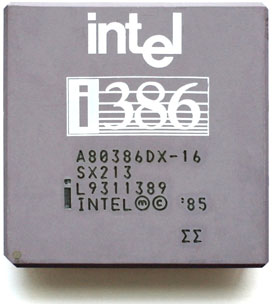 intel
i386
A80386DX-16
SX213
L9311389
INTEL Ⓜ © '85
ΣΣ